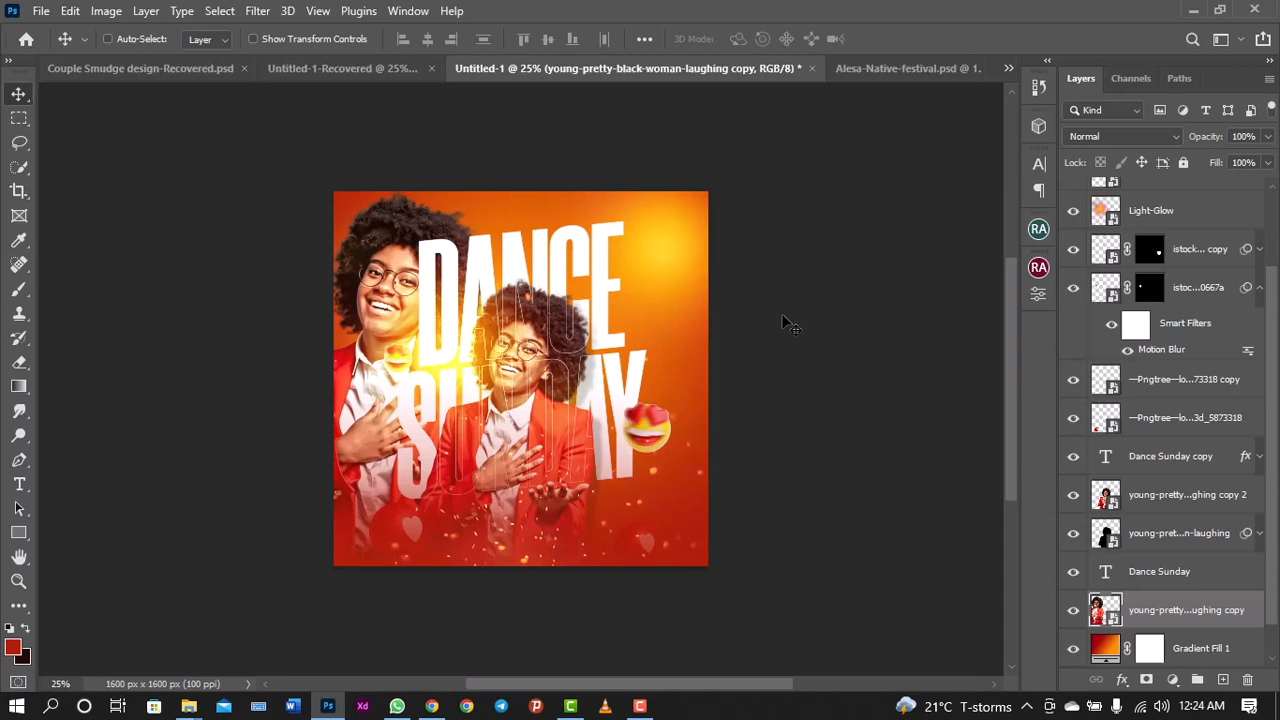 Ps File Edit Image Layer Type Select Filter 3D View Plugins Window Help
Auto-Select: Layer Show Transform Controls 3D Mode:
Couple Smudge design-Recovered.psd × Untitled-1-Recovered @ 25%... × Untitled-1 @ 25% (young-pretty-black-woman-laughing copy, RGB/8) * × Alesa-Native-festival.psd @ 1.
Layers Channels Paths
Kind
Normal Opacity: 100%
Lock: Fill: 100%
Light-Glow
istock... copy
istoc...0667a
Smart Filters
Motion Blur
—Pngtree—lo...73318 copy
—Pngtree—lo...3d_5873318
Dance Sunday copy fx
young-pretty...ghing copy 2
young-pret...n-laughing
Dance Sunday
young-pretty...ughing copy
Gradient Fill 1
RA
RA
DANCE
SUNDAY
25% 1600 px x 1600 px (100 ppi)
21°C T-storms 12:24 AM